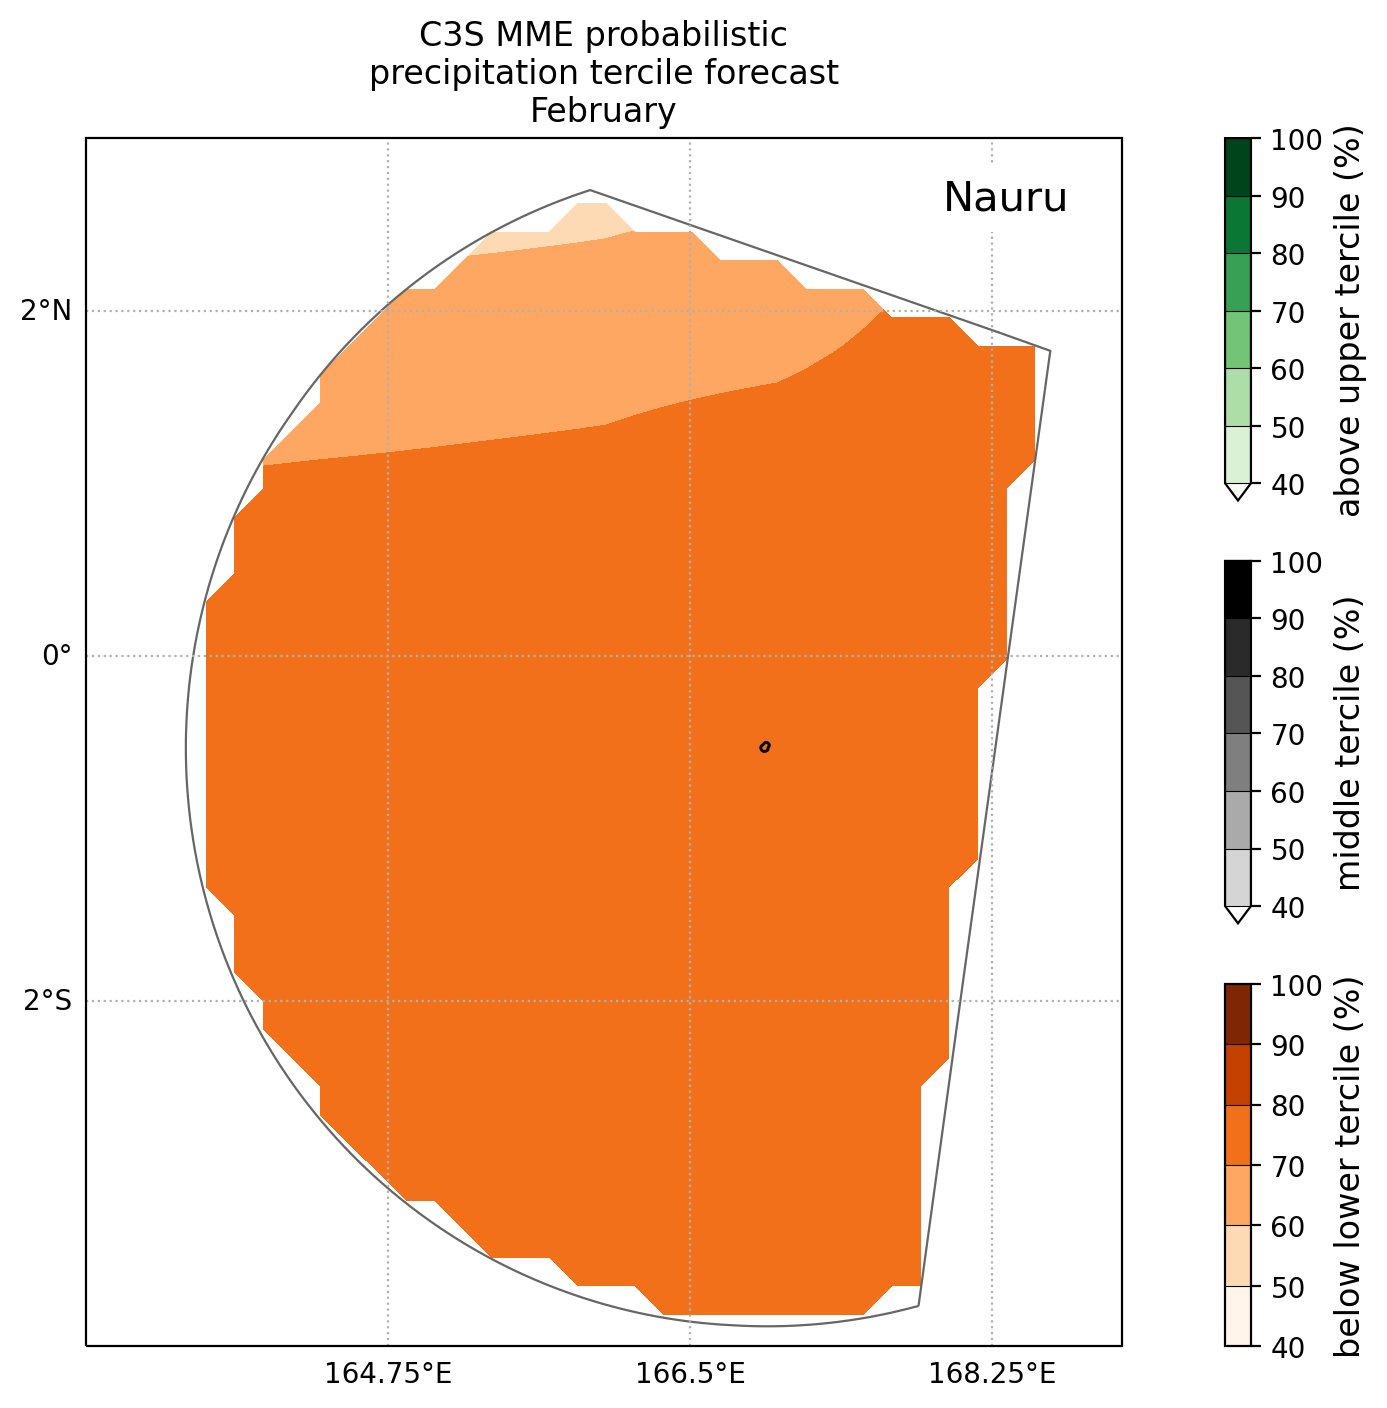 C3S MME probabilistic
precipitation tercile forecast
February
Nauru
2°N
0°
2°S
164.75°E
166.5°E
168.25°E
100
90
80
70
60
50
40
above upper tercile (%)
100
90
80
70
60
50
40
middle tercile (%)
100
90
80
70
60
50
40
below lower tercile (%)